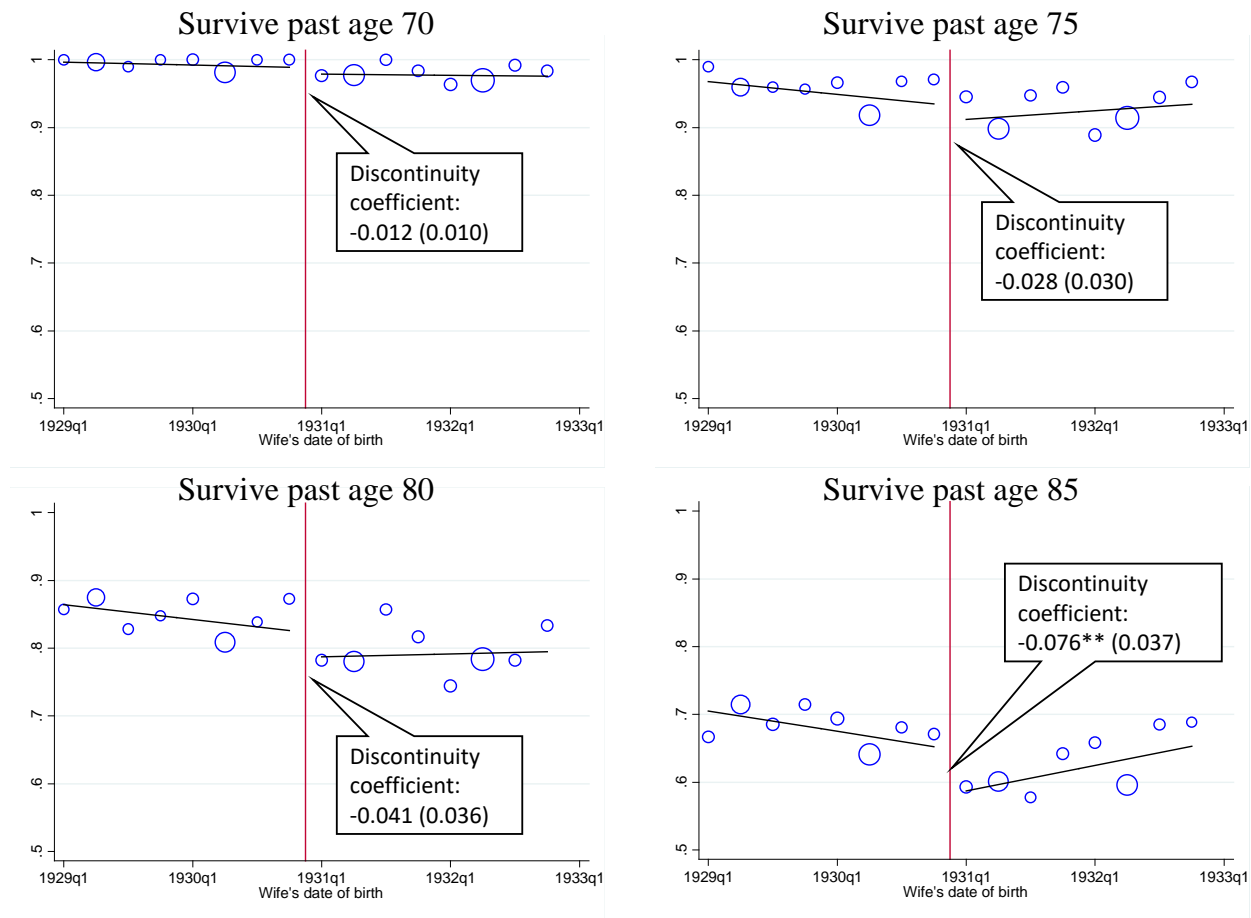 Survive past age 70
1
.9
.8
.7
.6
.5
Discontinuity
coefficient:
-0.012 (0.010)
1929q1 1930q1 1931q1 1932q1 1933q1
Wife's date of birth
Survive past age 75
1
.9
.8
.7
.6
.5
Discontinuity
coefficient:
-0.028 (0.030)
1929q1 1930q1 1931q1 1932q1 1933q1
Wife's date of birth
Survive past age 80
1
.9
.8
.7
.6
.5
Discontinuity
coefficient:
-0.041 (0.036)
1929q1 1930q1 1931q1 1932q1 1933q1
Wife's date of birth
Survive past age 85
1
.9
.8
.7
.6
.5
Discontinuity
coefficient:
-0.076** (0.037)
1929q1 1930q1 1931q1 1932q1 1933q1
Wife's date of birth